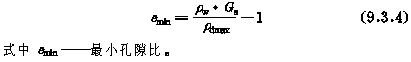 e_min = ρ_w · G_s / ρ_dmax − 1 (9.3.4)
式中 e_min——最小孔隙比。